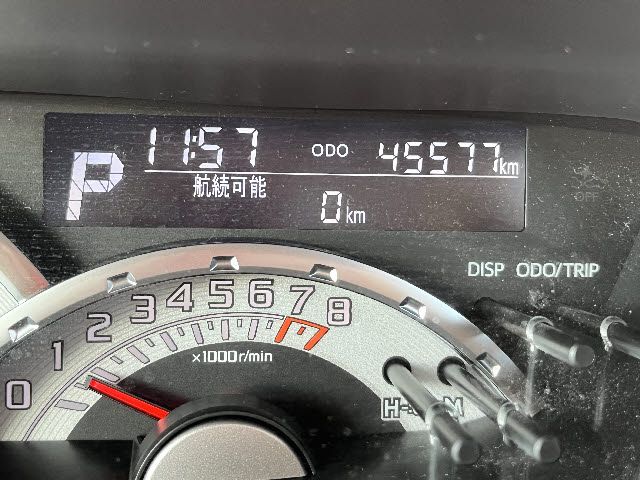 P 11:57 ODO 45577km
航続可能
0km
DISP ODO/TRIP
0 1 2 3 4 5 6 7 8
×1000r/min